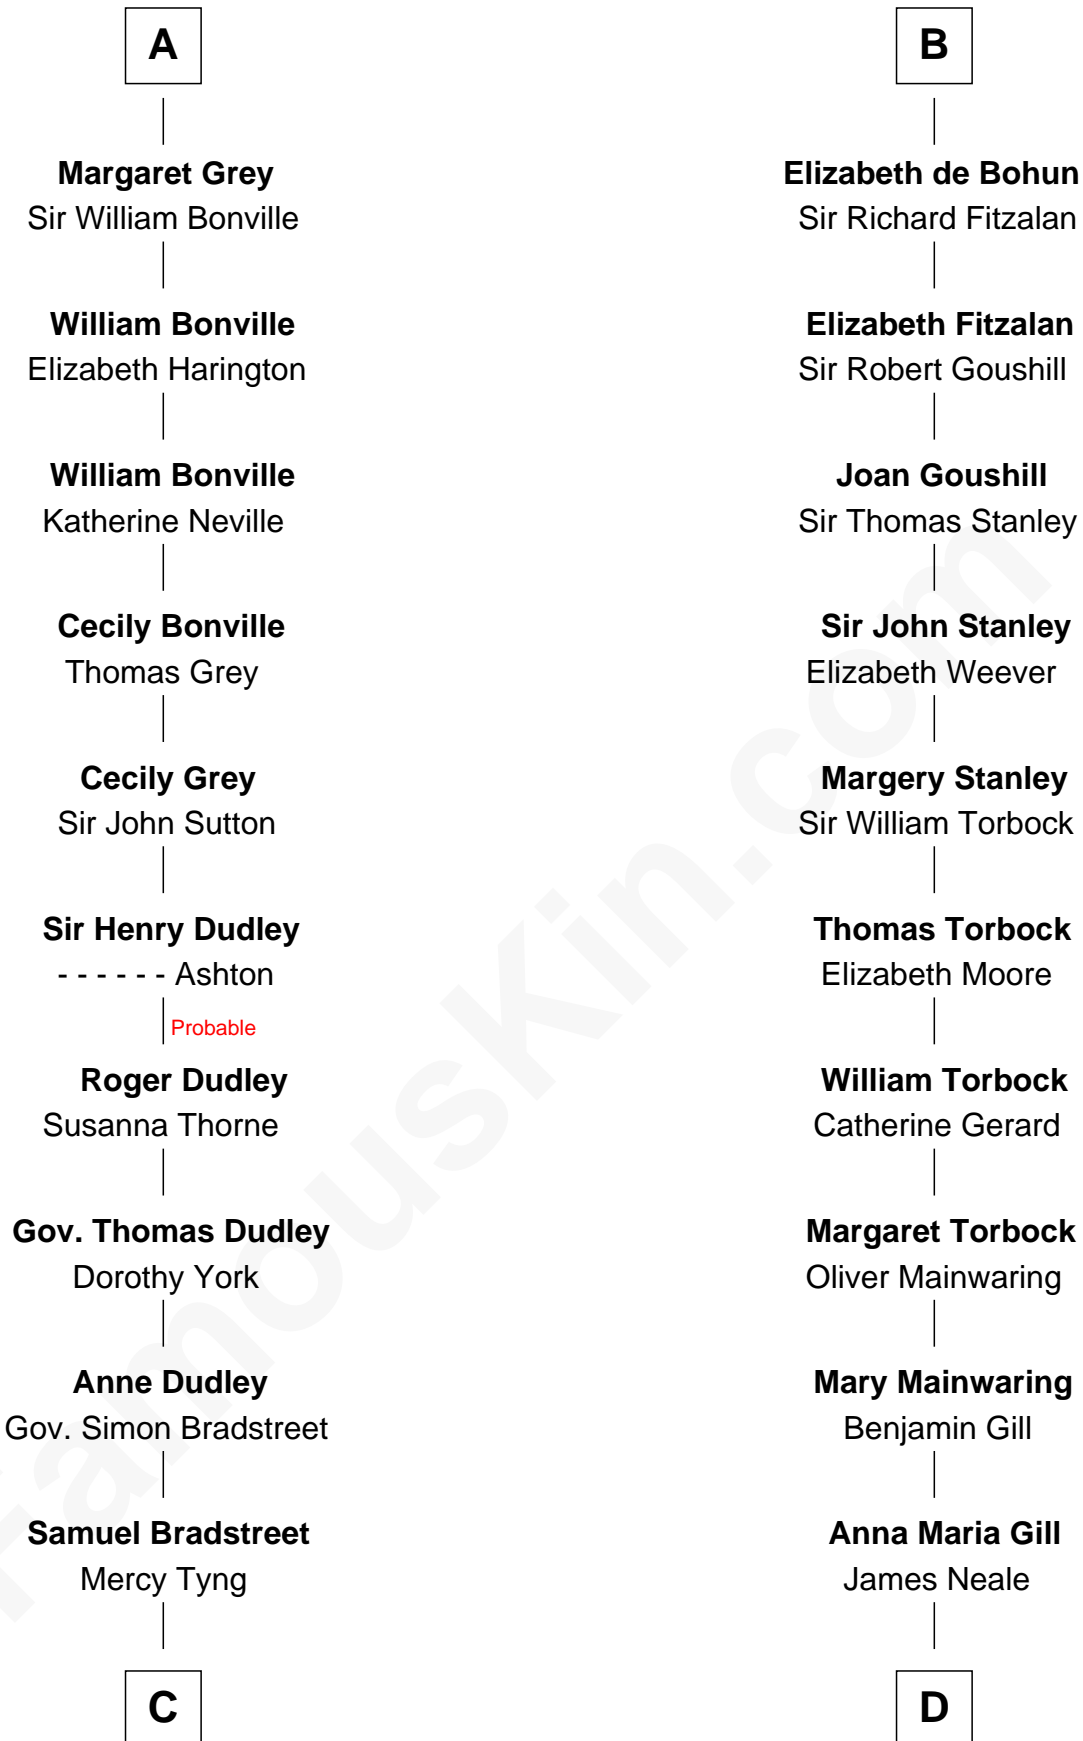 A
Margaret Grey
Sir William Bonville
William Bonville
Elizabeth Harington
William Bonville
Katherine Neville
Cecily Bonville
Thomas Grey
Cecily Grey
Sir John Sutton
Sir Henry Dudley
- - - - - - Ashton
Probable
Roger Dudley
Susanna Thorne
Gov. Thomas Dudley
Dorothy York
Anne Dudley
Gov. Simon Bradstreet
Samuel Bradstreet
Mercy Tyng
C
B
Elizabeth de Bohun
Sir Richard Fitzalan
Elizabeth Fitzalan
Sir Robert Goushill
Joan Goushill
Sir Thomas Stanley
Sir John Stanley
Elizabeth Weever
Margery Stanley
Sir William Torbock
Thomas Torbock
Elizabeth Moore
William Torbock
Catherine Gerard
Margaret Torbock
Oliver Mainwaring
Mary Mainwaring
Benjamin Gill
Anna Maria Gill
James Neale
D
FamousKin.com